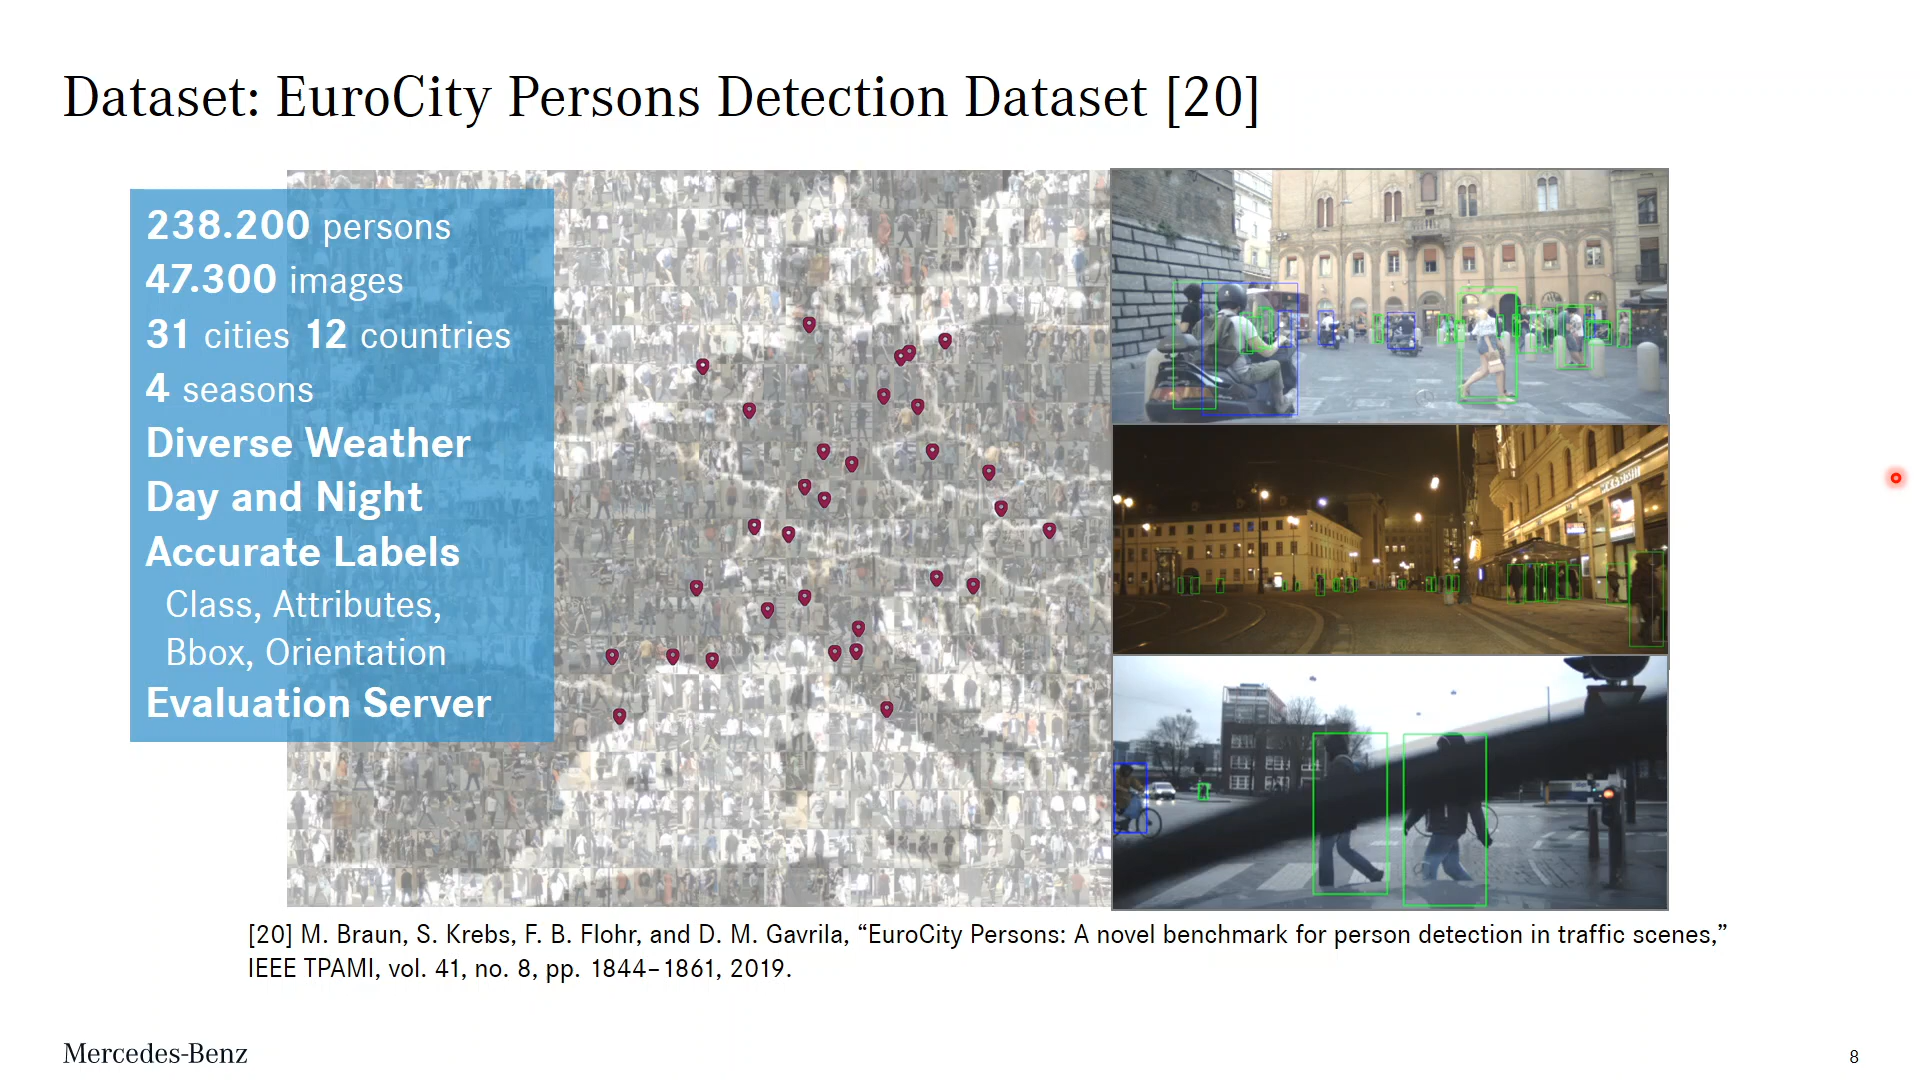 Dataset: EuroCity Persons Detection Dataset [20]
238.200 persons
47.300 images
31 cities 12 countries
4 seasons
Diverse Weather
Day and Night
Accurate Labels
Class, Attributes,
Bbox, Orientation
Evaluation Server
[20] M. Braun, S. Krebs, F. B. Flohr, and D. M. Gavrila, “EuroCity Persons: A novel benchmark for person detection in traffic scenes,”
IEEE TPAMI, vol. 41, no. 8, pp. 1844–1861, 2019.
Mercedes-Benz
8